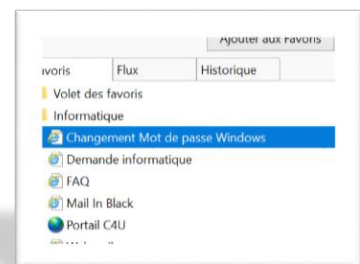 Ajouter aux Favoris
avoris Flux Historique
Volet des favoris
Informatique
Changement Mot de passe Windows
Demande informatique
FAQ
Mail In Black
Portail C4U